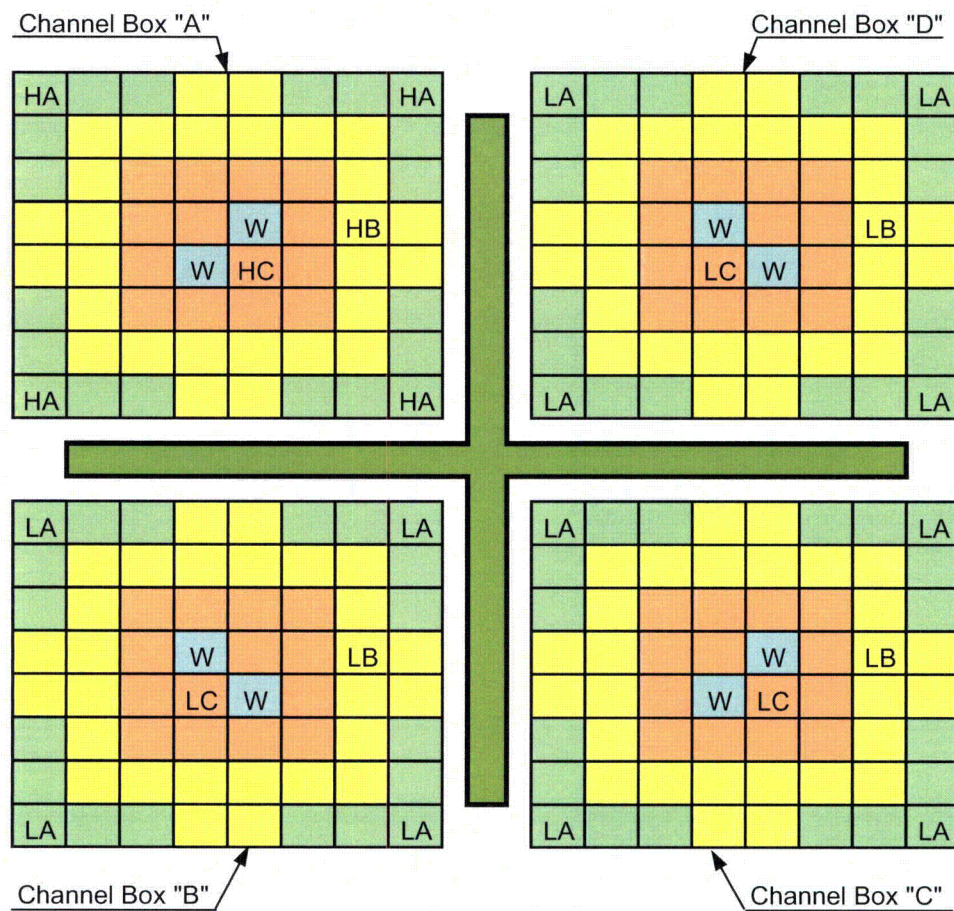 Channel Box "A" Channel Box "D"
HA HA LA LA
W HB W LB
W HC LC W
HA HA LA LA
LA LA LA LA
W LB W LB
LC W W LC
LA LA LA LA
Channel Box "B" Channel Box "C"